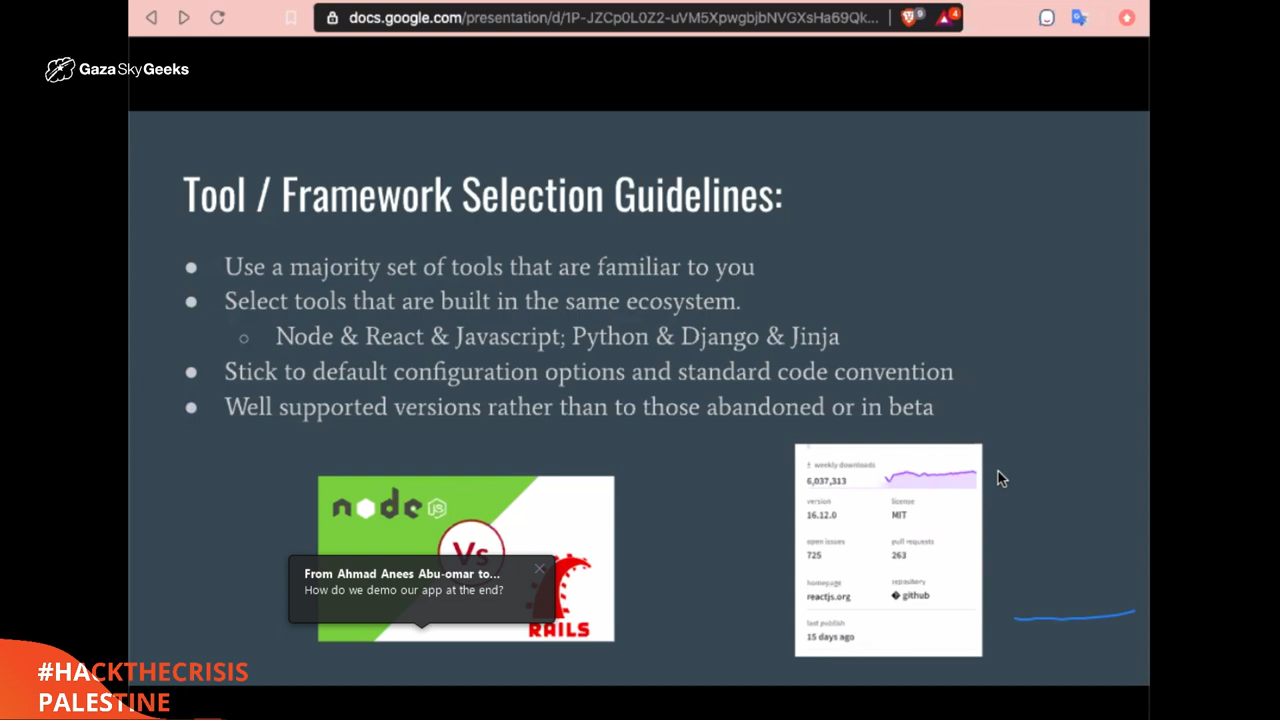 docs.google.com/presentation/d/1P-JZCp0L0Z2-uVM5XpwgbjbNVGXsHa69Qk...
9
4
GazaSkyGeeks
Tool / Framework Selection Guidelines:
Use a majority set of tools that are familiar to you
Select tools that are built in the same ecosystem.
Node & React & Javascript; Python & Django & Jinja
Stick to default configuration options and standard code convention
Well supported versions rather than to those abandoned or in beta
node JS
Vs
RAILS
From Ahmad Anees Abu-omar to...
How do we demo our app at the end?
weekly downloads
6,037,313
version license
16.12.0 MIT
open issues pull requests
725 263
homepage repository
reactjs.org github
last publish
15 days ago
#HACKTHECRISIS
PALESTINE